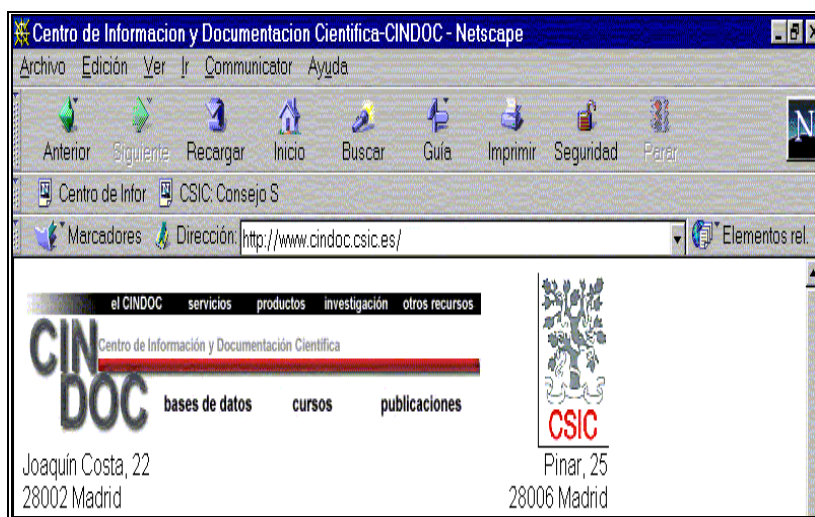 Centro de Informacion y Documentacion Cientifica-CINDOC - Netscape
Archivo Edición Ver Ir Communicator Ayuda
Anterior Siguiente Recargar Inicio Buscar Guía Imprimir Seguridad Parar
N
Centro de Infor CSIC: Consejo S
Marcadores Dirección: http://www.cindoc.csic.es/ Elementos rel.
el CINDOC servicios productos investigación otros recursos
CIN
Centro de Información y Documentación Científica
DOC
bases de datos cursos publicaciones
CSIC
Joaquín Costa, 22 Pinar, 25
28002 Madrid 28006 Madrid